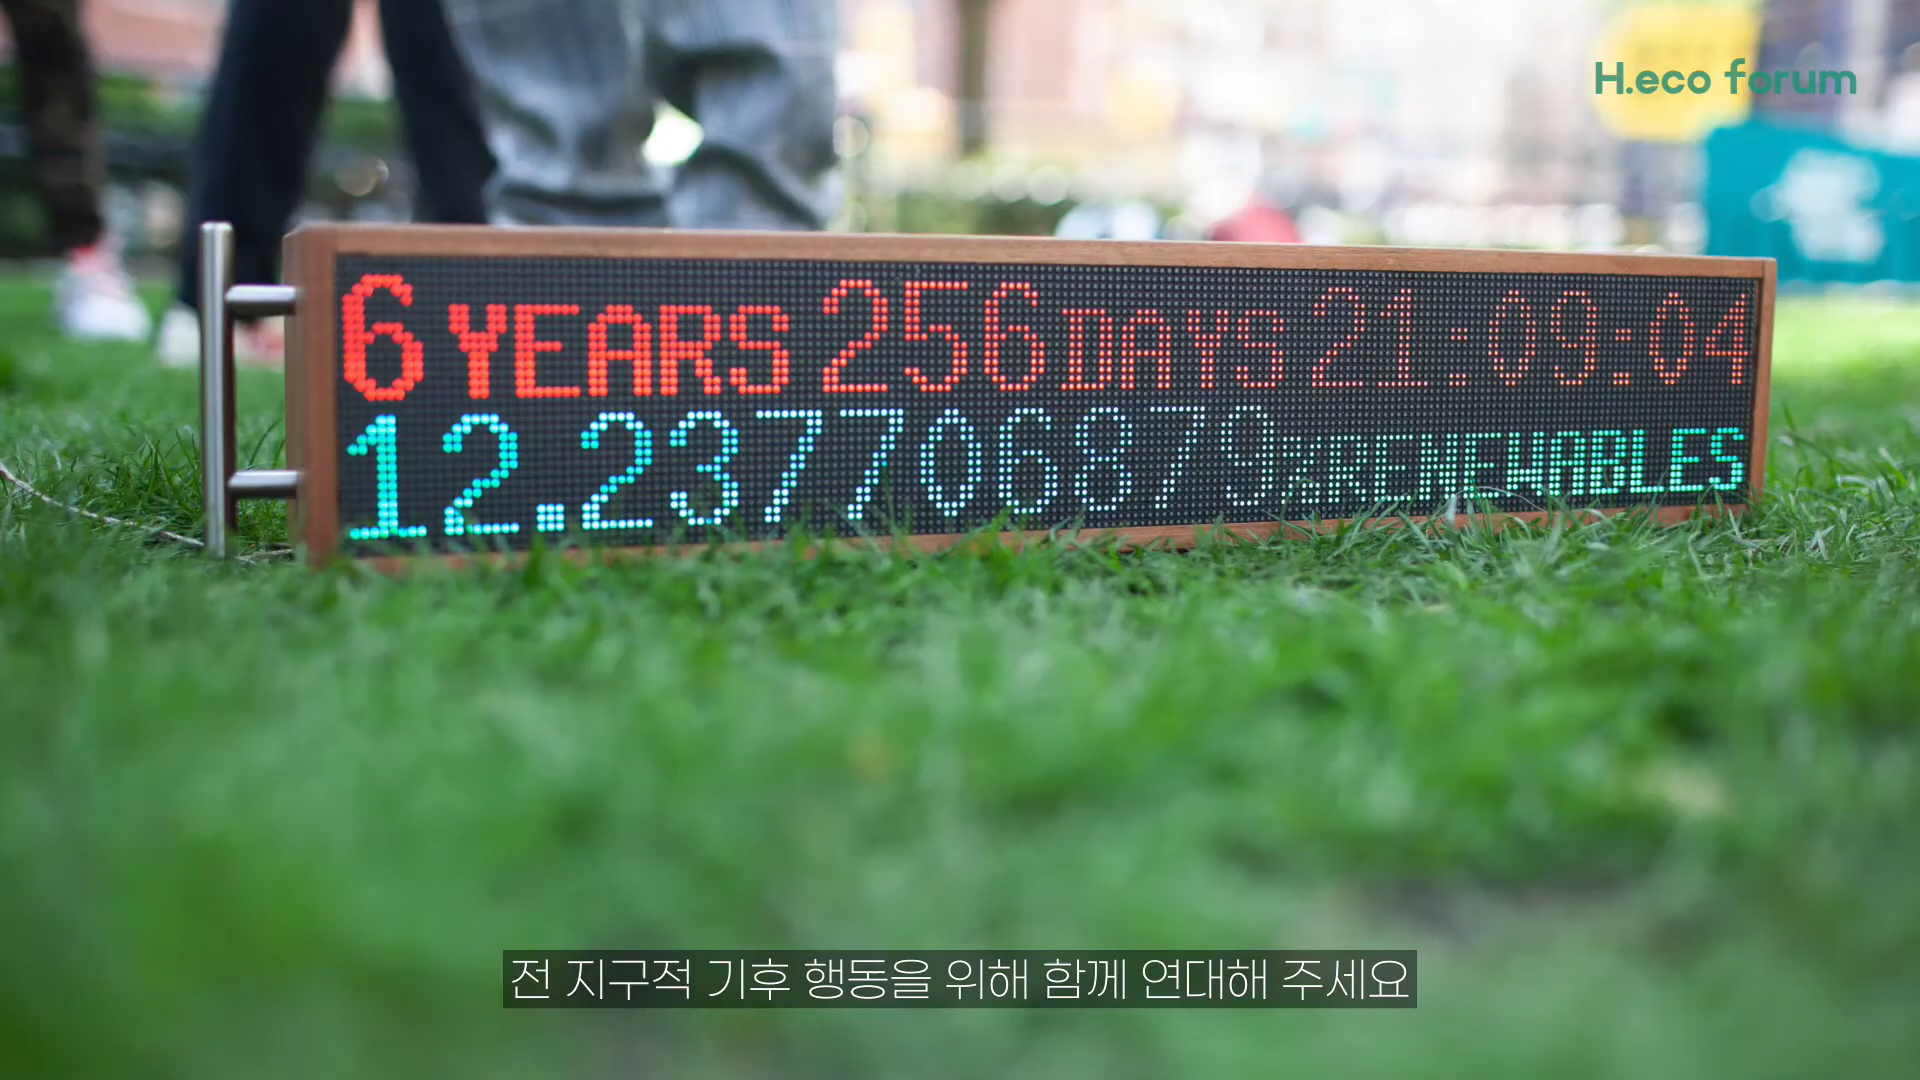 H.eco forum
6 YEARS 256 DAYS 21:09:04
12.237706879%RENEWABLES
전 지구적 기후 행동을 위해 함께 연대해 주세요